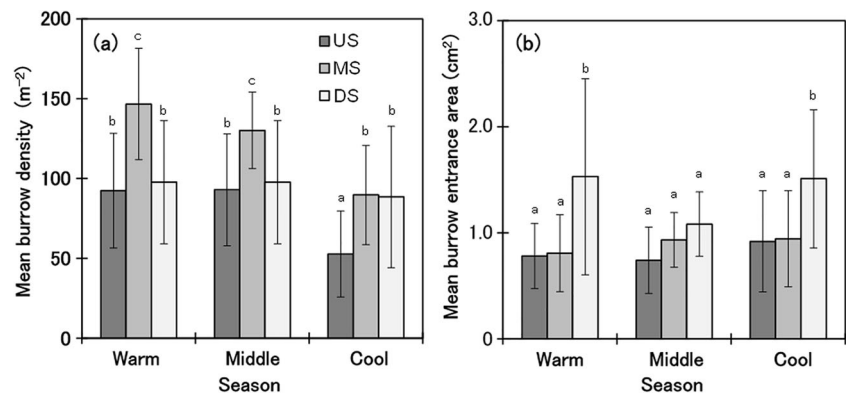 (a)
US
MS
DS
Mean burrow density (m⁻²)
200
150
100
50
0
b c b
b c b
a b b
Warm Middle Cool
Season
(b)
Mean burrow entrance area (cm²)
3.0
2.0
1.0
0
a a b
a a a
a a b
Warm Middle Cool
Season